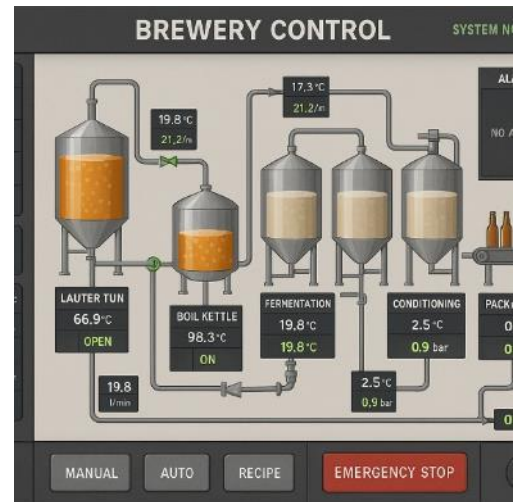 BREWERY CONTROL
SYSTEM
17,3°C
21,2/m
19.8°C
21,2/m
NO
LAUTER TUN
66.9°C
OPEN
BOIL KETTLE
98.3°C
ON
FERMENTATION
19,8°C
19,8°C
CONDITIONING
2.5°C
0.9 bar
PACK
19,8
l/min
2.5°C
0,9 bar
MANUAL
AUTO
RECIPE
EMERGENCY STOP